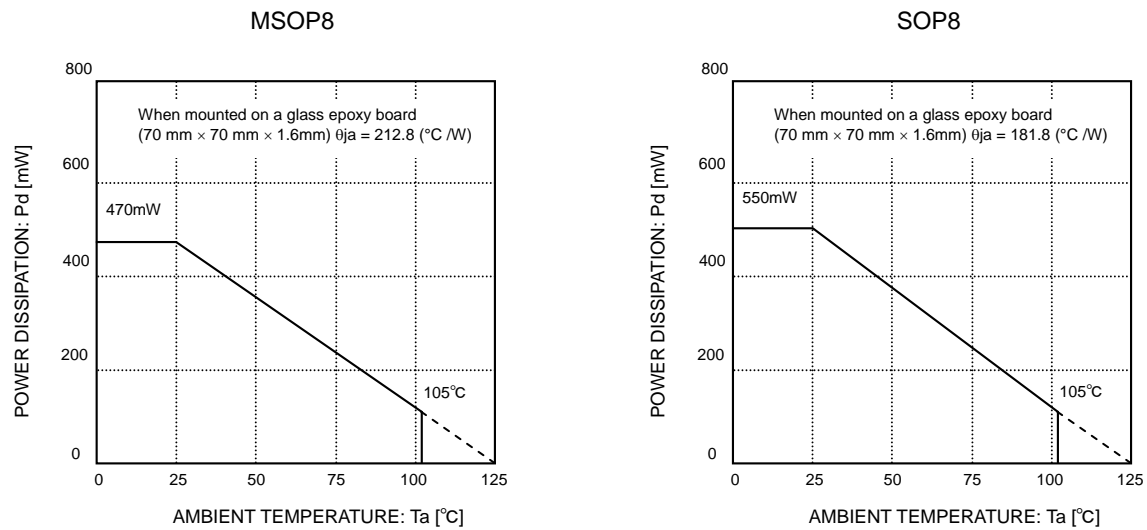 MSOP8
800
When mounted on a glass epoxy board
(70 mm × 70 mm × 1.6mm) θja = 212.8 (°C /W)
600
470mW
400
200
105°C
0
0 25 50 75 100 125
POWER DISSIPATION: Pd [mW]
AMBIENT TEMPERATURE: Ta [°C]
SOP8
800
When mounted on a glass epoxy board
(70 mm × 70 mm × 1.6mm) θja = 181.8 (°C /W)
600
550mW
400
200
105°C
0
0 25 50 75 100 125
POWER DISSIPATION: Pd [mW]
AMBIENT TEMPERATURE: Ta [°C]